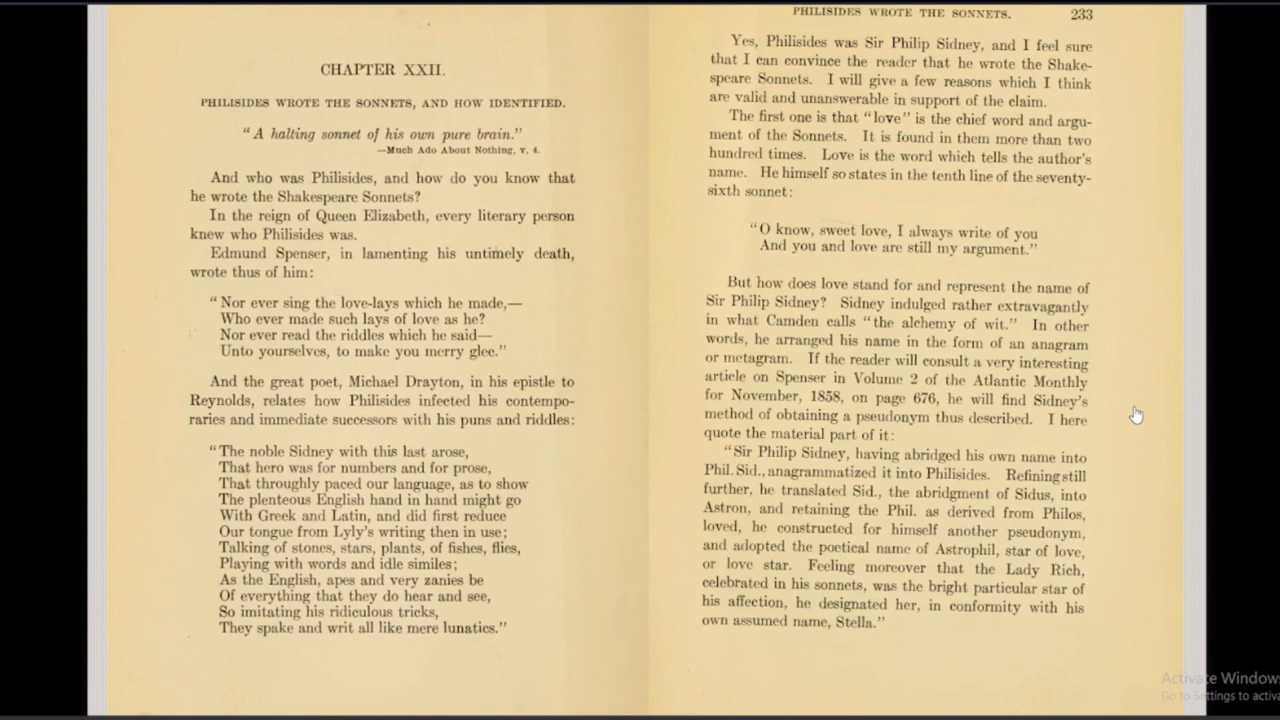 CHAPTER XXII.
PHILISIDES WROTE THE SONNETS, AND HOW IDENTIFIED.
"A halting sonnet of his own pure brain."
—Much Ado About Nothing, v. 4.
And who was Philisides, and how do you know that
he wrote the Shakespeare Sonnets?
In the reign of Queen Elizabeth, every literary person
knew who Philisides was.
Edmund Spenser, in lamenting his untimely death,
wrote thus of him:
"Nor ever sing the love-lays which he made,—
Who ever made such lays of love as he?
Nor ever read the riddles which he said—
Unto yourselves, to make you merry glee."
And the great poet, Michael Drayton, in his epistle to
Reynolds, relates how Philisides infected his contempo-
raries and immediate successors with his puns and riddles:
"The noble Sidney with this last arose,
That hero was for numbers and for prose,
That throughly paced our language, as to show
The plenteous English hand in hand might go
With Greek and Latin, and did first reduce
Our tongue from Lyly's writing then in use;
Talking of stones, stars, plants, of fishes, flies,
Playing with words and idle similes;
As the English, apes and very zanies be
Of everything that they do hear and see,
So imitating his ridiculous tricks,
They spake and writ all like mere lunatics."
PHILISIDES WROTE THE SONNETS. 233
Yes, Philisides was Sir Philip Sidney, and I feel sure
that I can convince the reader that he wrote the Shake-
speare Sonnets. I will give a few reasons which I think
are valid and unanswerable in support of the claim.
The first one is that "love" is the chief word and argu-
ment of the Sonnets. It is found in them more than two
hundred times. Love is the word which tells the author's
name. He himself so states in the tenth line of the seventy-
sixth sonnet:
"O know, sweet love, I always write of you
And you and love are still my argument."
But how does love stand for and represent the name of
Sir Philip Sidney? Sidney indulged rather extravagantly
in what Camden calls "the alchemy of wit." In other
words, he arranged his name in the form of an anagram
or metagram. If the reader will consult a very interesting
article on Spenser in Volume 2 of the Atlantic Monthly
for November, 1858, on page 676, he will find Sidney's
method of obtaining a pseudonym thus described. I here
quote the material part of it:
"Sir Philip Sidney, having abridged his own name into
Phil. Sid., anagrammatized it into Philisides. Refining still
further, he translated Sid., the abridgment of Sidus, into
Astron, and retaining the Phil. as derived from Philos,
loved, he constructed for himself another pseudonym,
and adopted the poetical name of Astrophil, star of love,
or love star. Feeling moreover that the Lady Rich,
celebrated in his sonnets, was the bright particular star of
his affection, he designated her, in conformity with his
own assumed name, Stella."
Activate Windows
Go to Settings to activa